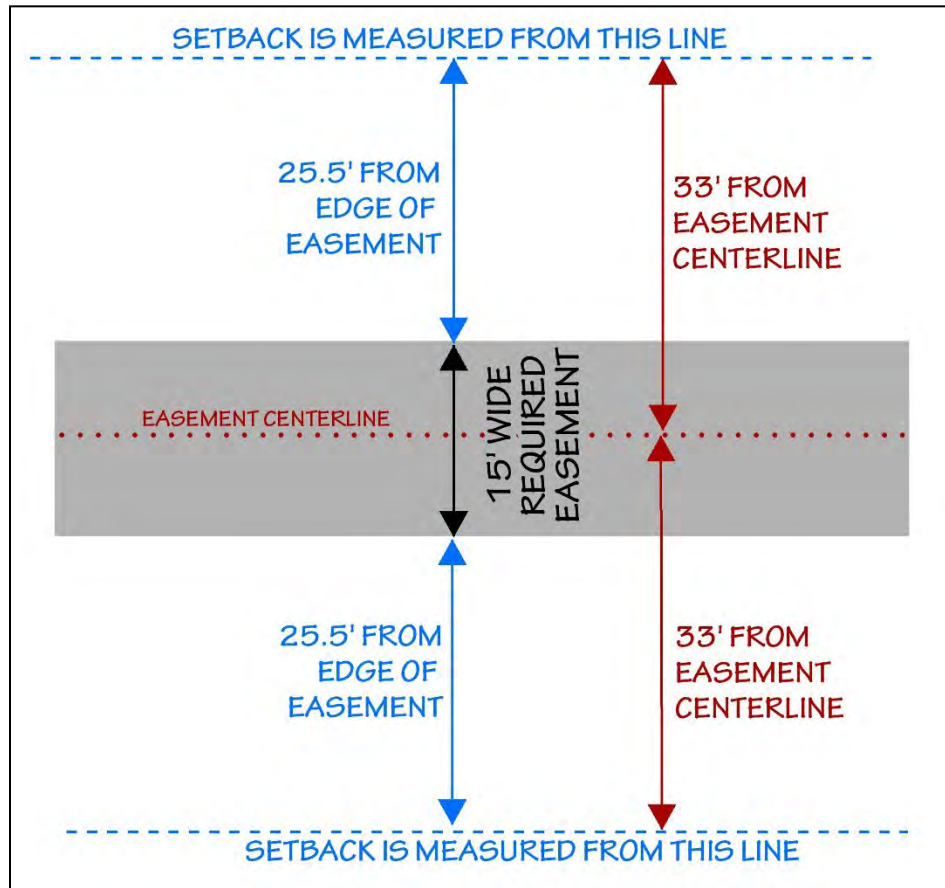 SETBACK IS MEASURED FROM THIS LINE
25.5' FROM
EDGE OF
EASEMENT
33' FROM
EASEMENT
CENTERLINE
EASEMENT CENTERLINE
15' WIDE
REQUIRED
EASEMENT
25.5' FROM
EDGE OF
EASEMENT
33' FROM
EASEMENT
CENTERLINE
SETBACK IS MEASURED FROM THIS LINE